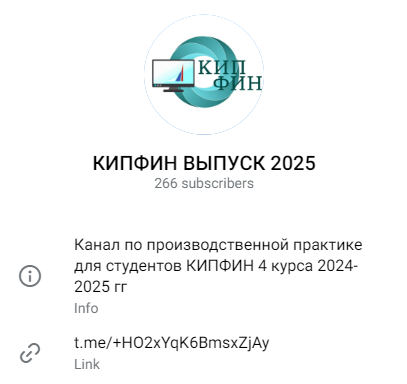 КИП
ФИН
КИПФИН ВЫПУСК 2025
266 subscribers
Канал по производственной практике
для студентов КИПФИН 4 курса 2024-
2025 гг
Info
t.me/+HO2xYqK6BmsxZjAy
Link